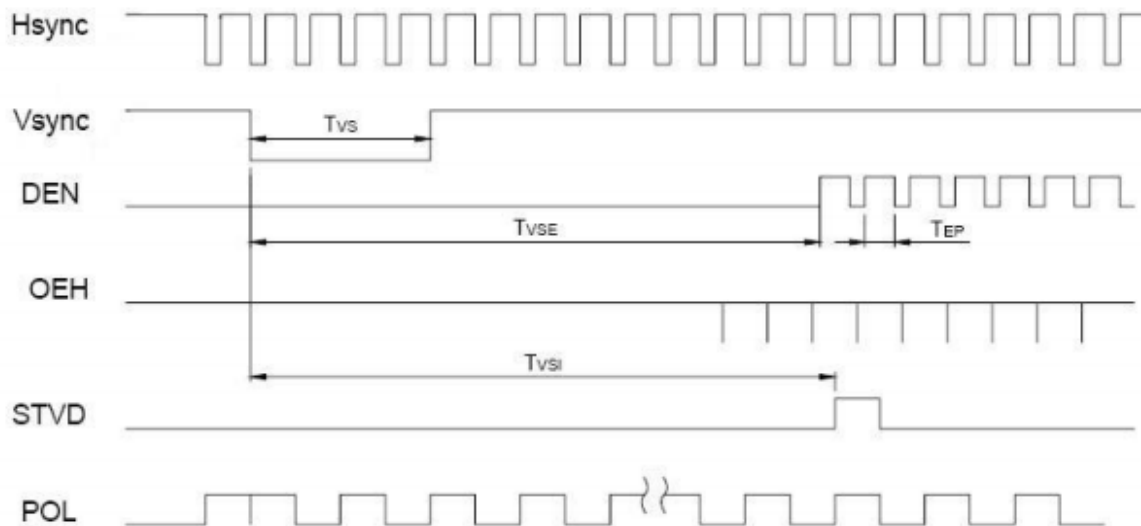 Hsync
Vsync
TVS
DEN
TVSE
TEP
OEH
TVSI
STVD
POL